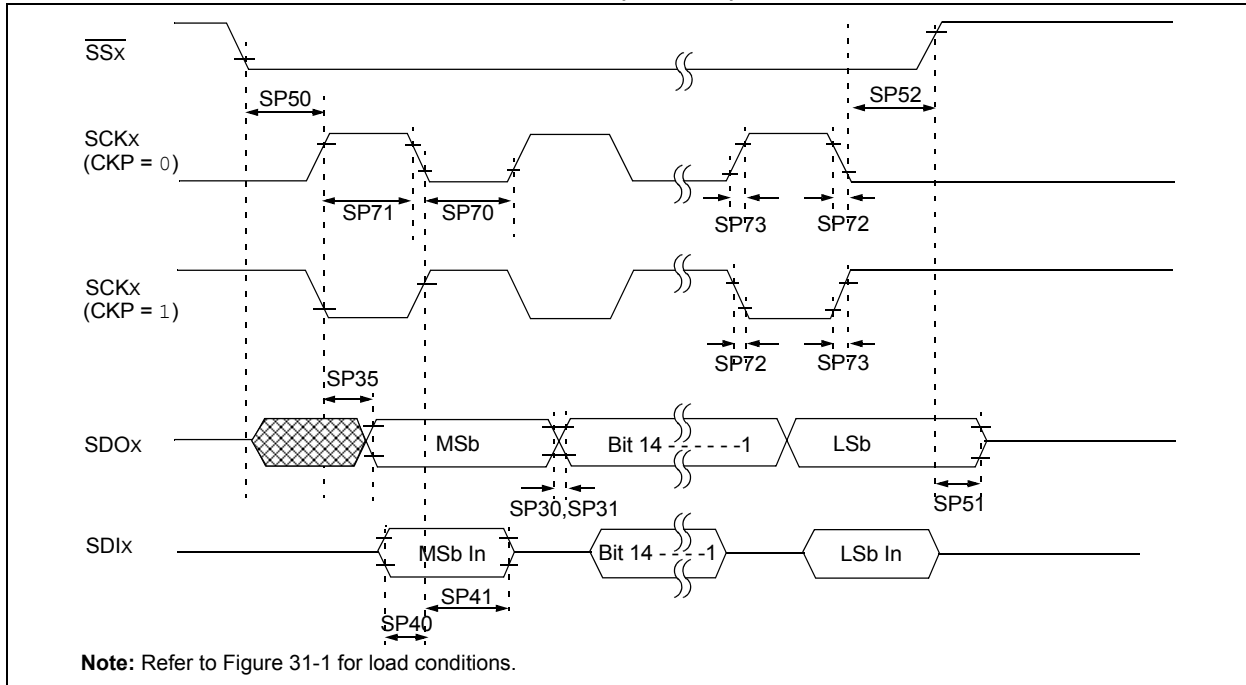 SSX
SP50
SP52
SCKX
(CKP = 0)
SP71
SP70
SP73
SP72
SCKX
(CKP = 1)
SP72
SP73
SP35
SDOX
MSb
Bit 14 - - - - - -1
LSb
SP30,SP31
SP51
SDIX
MSb In
Bit 14 - - - -1
LSb In
SP41
SP40
Note: Refer to Figure 31-1 for load conditions.